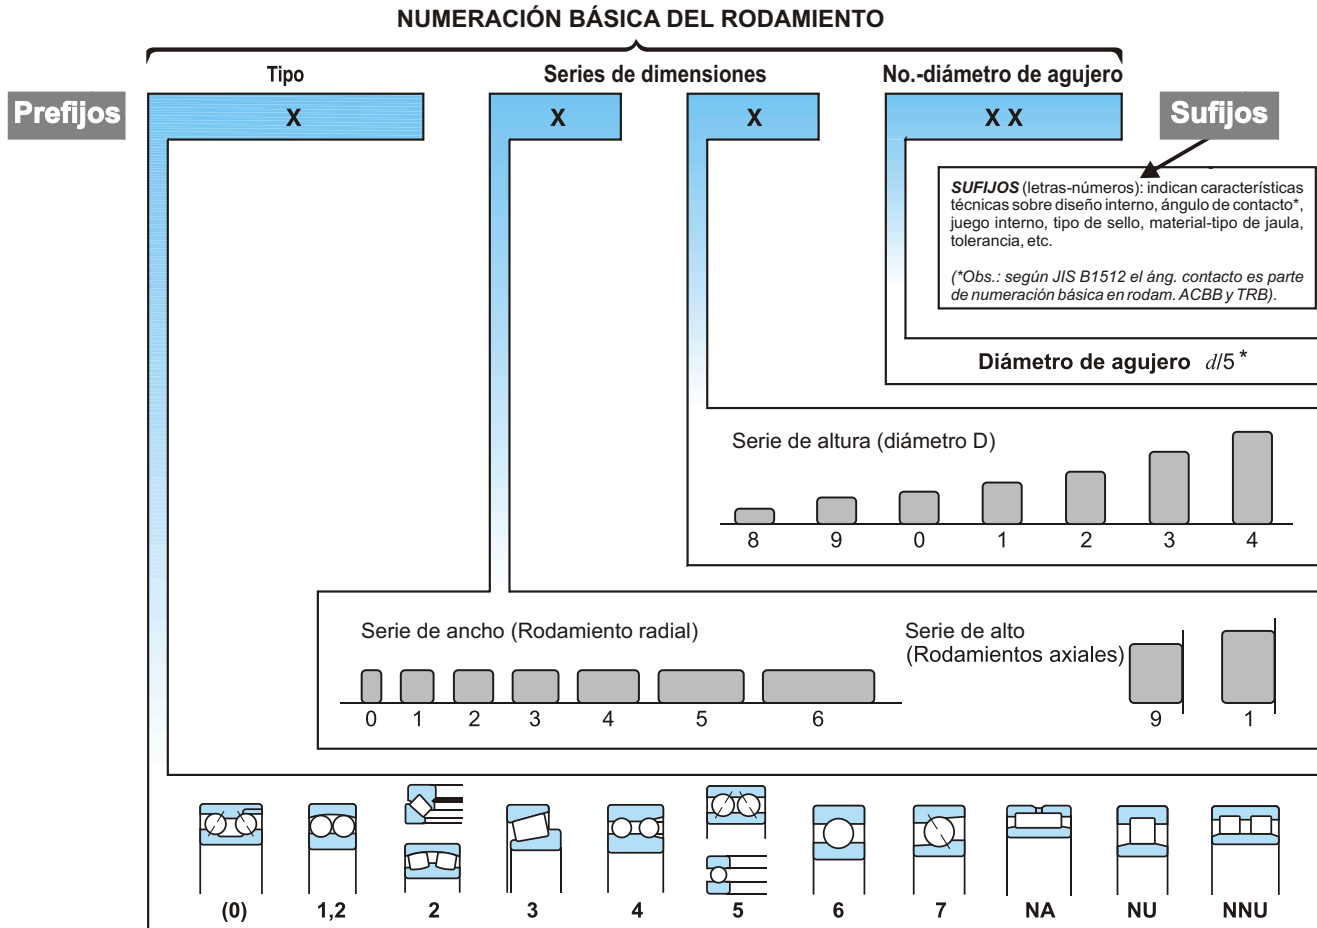 NUMERACIÓN BÁSICA DEL RODAMIENTO
Tipo
Series de dimensiones
No.-diámetro de agujero
Prefijos
X
X
X
X X
Sufijos
SUFIJOS (letras-números): indican características
técnicas sobre diseño interno, ángulo de contacto*,
juego interno, tipo de sello, material-tipo de jaula,
tolerancia, etc.
(*Obs.: según JIS B1512 el áng. contacto es parte
de numeración básica en rodam. ACBB y TRB).
Diámetro de agujero d/5 *
Serie de altura (diámetro D)
8 9 0 1 2 3 4
Serie de ancho (Rodamiento radial)
0 1 2 3 4 5 6
Serie de alto
(Rodamientos axiales)
9 1
(0) 1,2 2 3 4 5 6 7 NA NU NNU